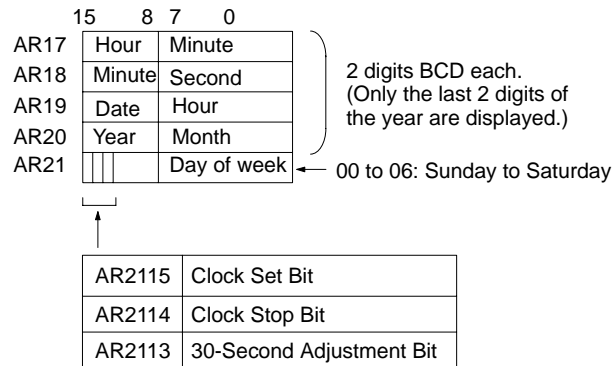 15 8 7 0
AR17 Hour Minute
AR18 Minute Second
AR19 Date Hour
AR20 Year Month
AR21 Day of week
2 digits BCD each.
(Only the last 2 digits of
the year are displayed.)
00 to 06: Sunday to Saturday
AR2115 Clock Set Bit
AR2114 Clock Stop Bit
AR2113 30-Second Adjustment Bit